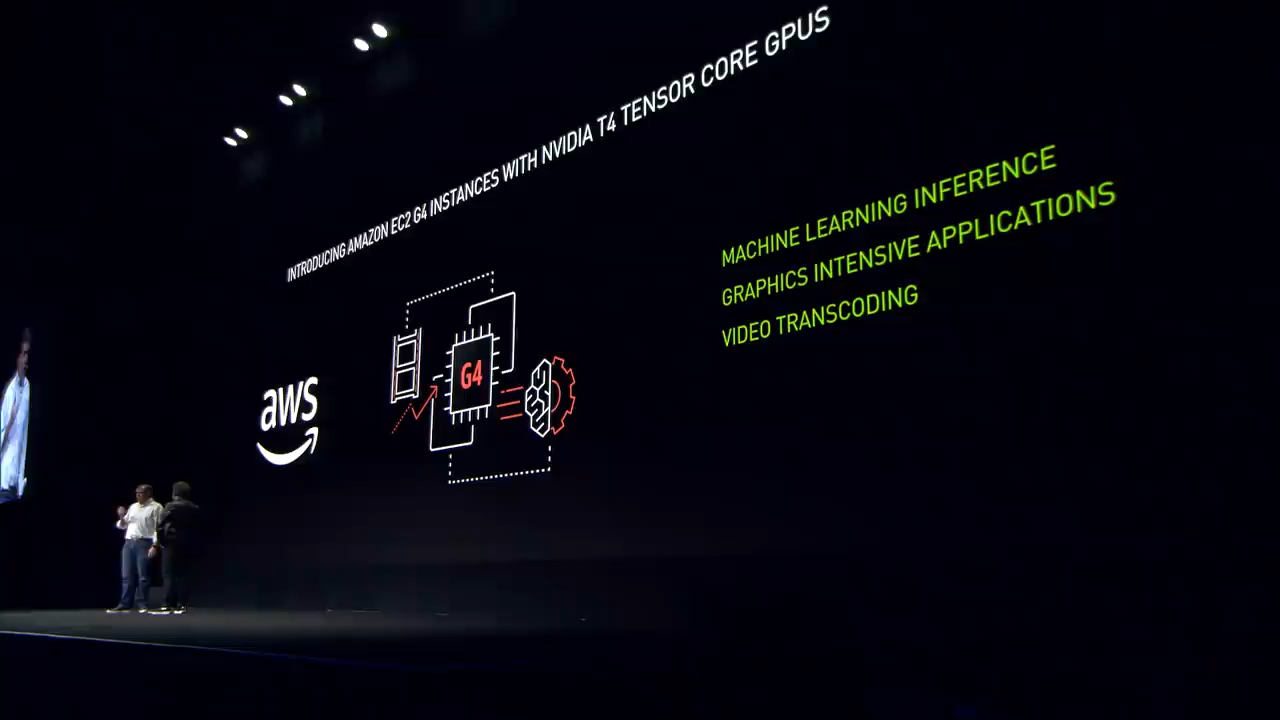 INTRODUCING AMAZON EC2 G4 INSTANCES WITH NVIDIA T4 TENSOR CORE GPUS
MACHINE LEARNING INFERENCE
GRAPHICS INTENSIVE APPLICATIONS
VIDEO TRANSCODING
G4
aws